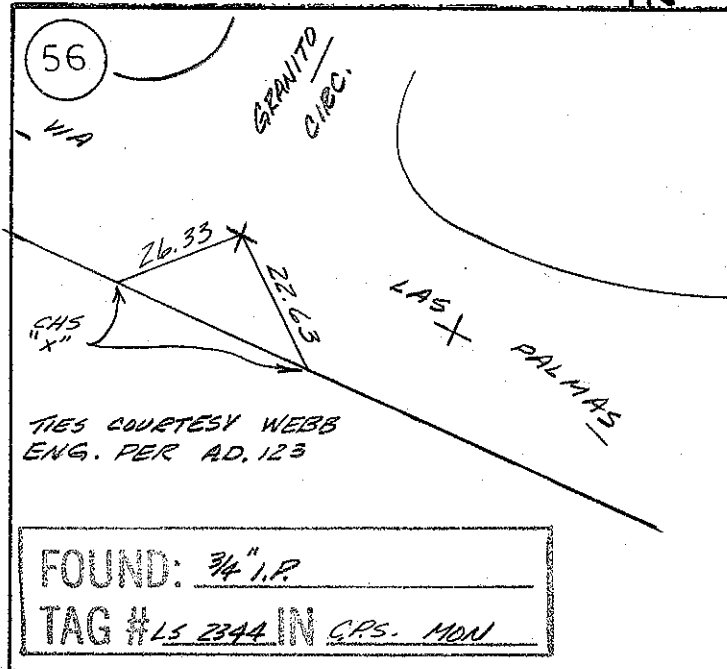 56
GRANITO
CIRC.
VIA
26.33
22.63
LAS
PALMAS
CHS
"X"
TIES COURTESY WEBB
ENG. PER AD. 123
FOUND: 3/4" I.P.
TAG # LS 2344 IN MON